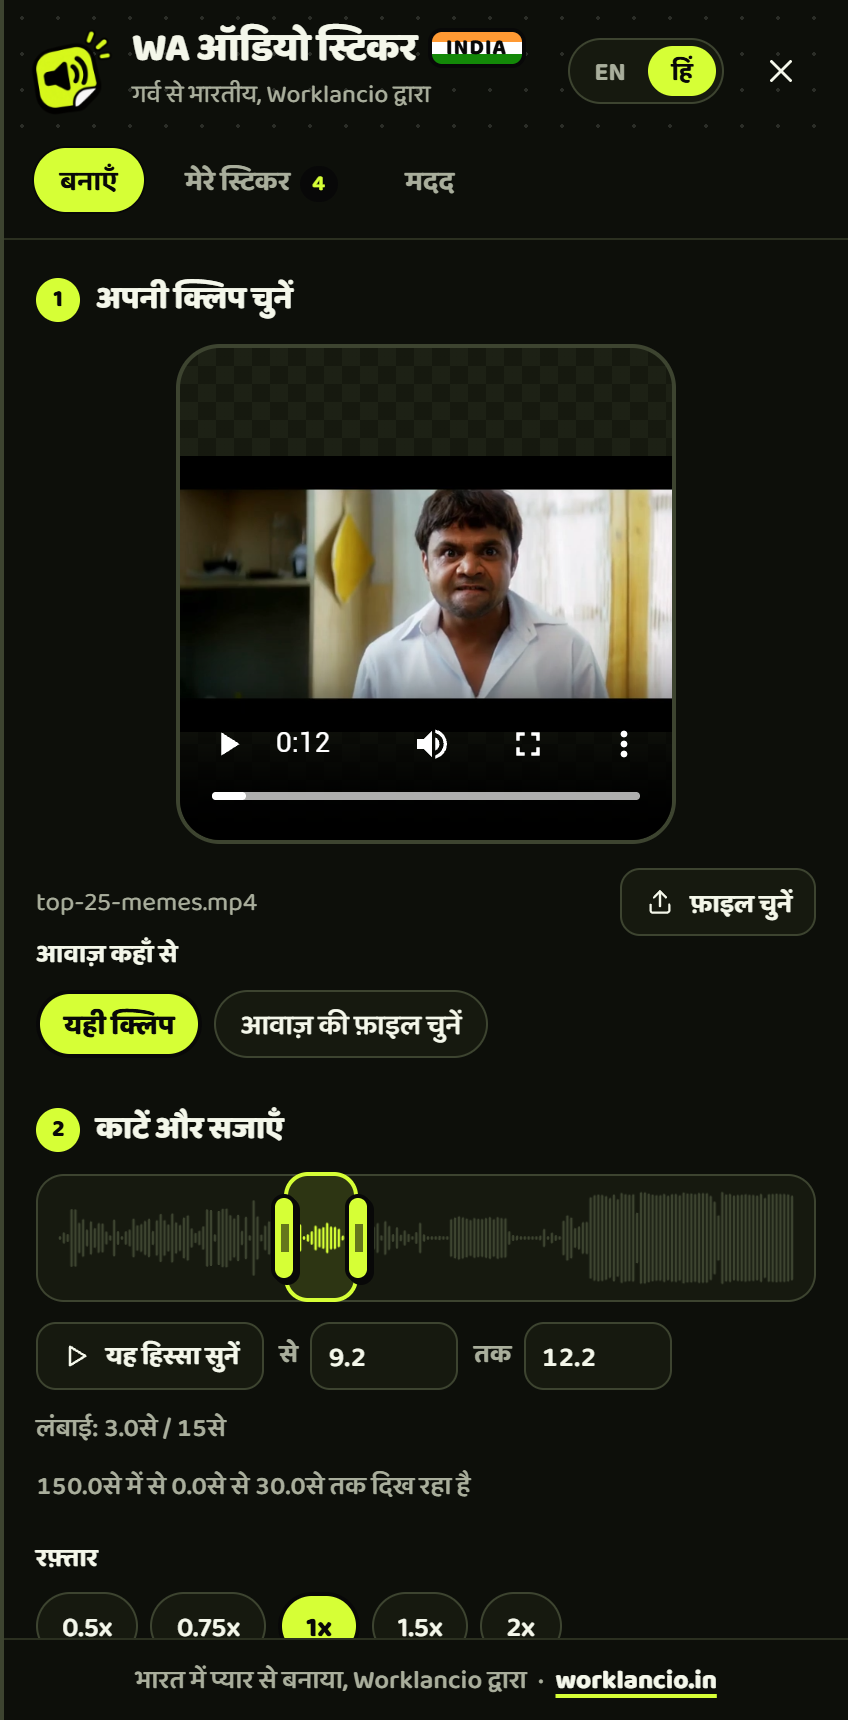 WA ऑडियो स्टिकर INDIA
गर्व से भारतीय, Worklancio द्वारा
EN हिं
बनाएँ मेरे स्टिकर 4 मदद
1 अपनी क्लिप चुनें
0:12
top-25-memes.mp4 फ़ाइल चुनें
आवाज़ कहाँ से
यही क्लिप आवाज़ की फ़ाइल चुनें
2 काटें और सजाएँ
यह हिस्सा सुनें से 9.2 तक 12.2
लंबाई: 3.0से / 15से
150.0से में से 0.0से से 30.0से तक दिख रहा है
रफ़्तार
0.5x 0.75x 1x 1.5x 2x
भारत में प्यार से बनाया, Worklancio द्वारा · worklancio.in